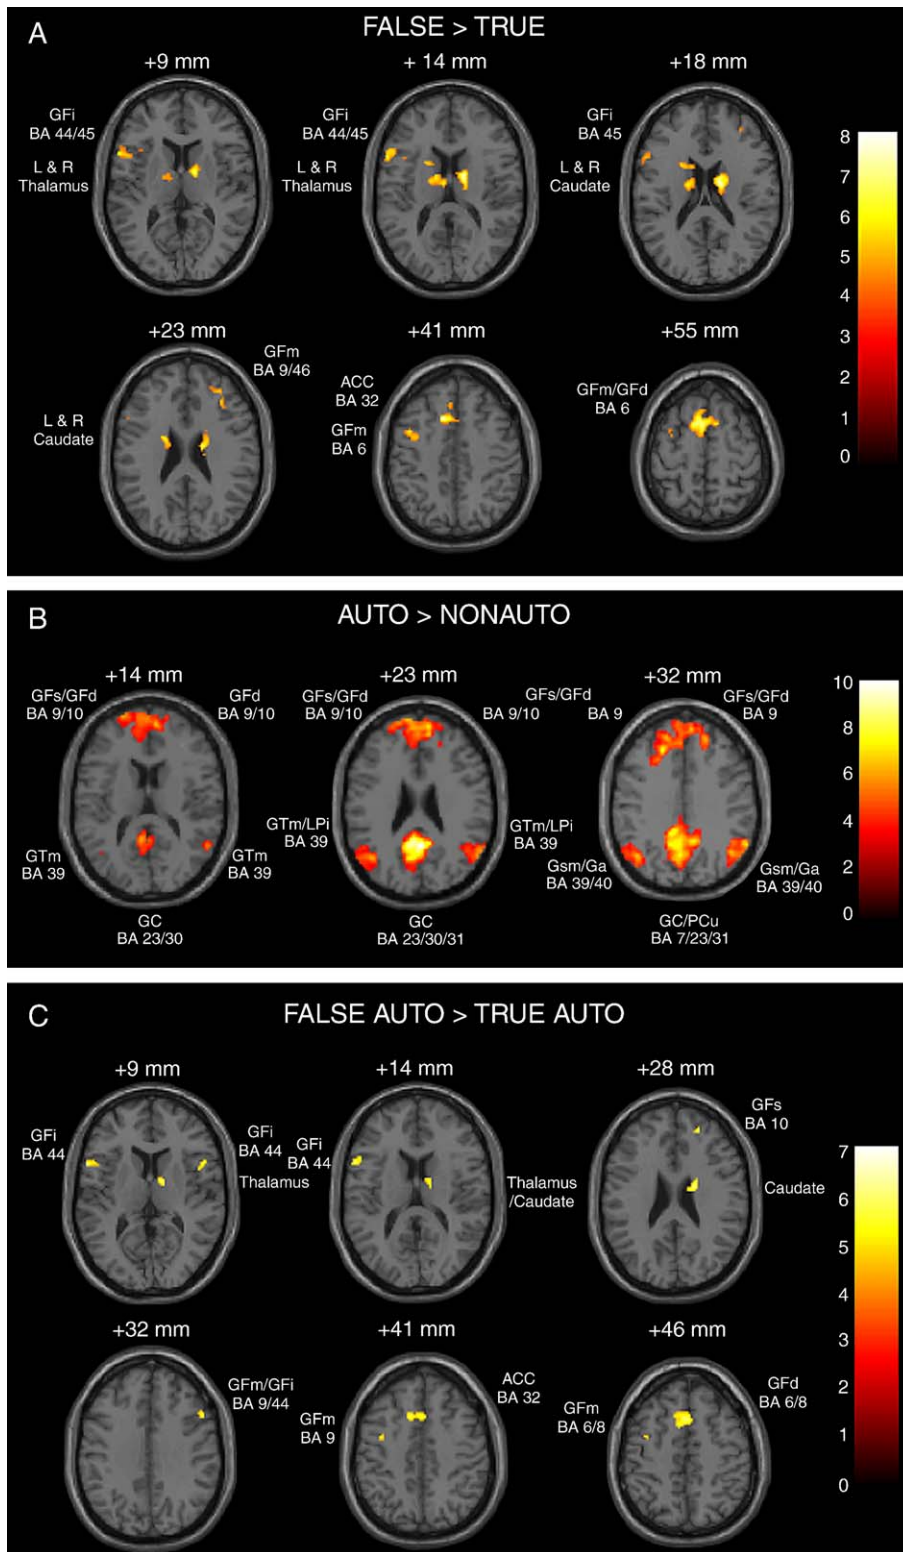 A
FALSE > TRUE
+9 mm
+ 14 mm
+18 mm
GFi
BA 44/45
L & R
Thalamus
GFi
BA 44/45
L & R
Thalamus
GFi
BA 45
L & R
Caudate
8
7
6
5
4
3
2
1
0
+23 mm
+41 mm
+55 mm
GFm
BA 9/46
L & R
Caudate
ACC
BA 32
GFm
BA 6
GFm/GFd
BA 6
B
AUTO > NONAUTO
+14 mm
+23 mm
+32 mm
GFs/GFd
BA 9/10
GFd
BA 9/10
GFs/GFd
BA 9/10
GFs/GFd
BA 9/10
BA 9
GFs/GFd
BA 9
GTm
BA 39
GTm
BA 39
GTm/LPi
BA 39
GTm/LPi
BA 39
Gsm/Ga
BA 39/40
Gsm/Ga
BA 39/40
GC
BA 23/30
GC
BA 23/30/31
GC/PCu
BA 7/23/31
10
8
6
4
2
0
C
FALSE AUTO > TRUE AUTO
+9 mm
+14 mm
+28 mm
GFi
BA 44
GFi
BA 44
Thalamus
GFi
BA 44
Thalamus
/Caudate
GFs
BA 10
Caudate
7
6
5
4
3
2
1
0
+32 mm
+41 mm
+46 mm
GFm/GFi
BA 9/44
GFm
BA 9
ACC
BA 32
GFm
BA 6/8
GFd
BA 6/8